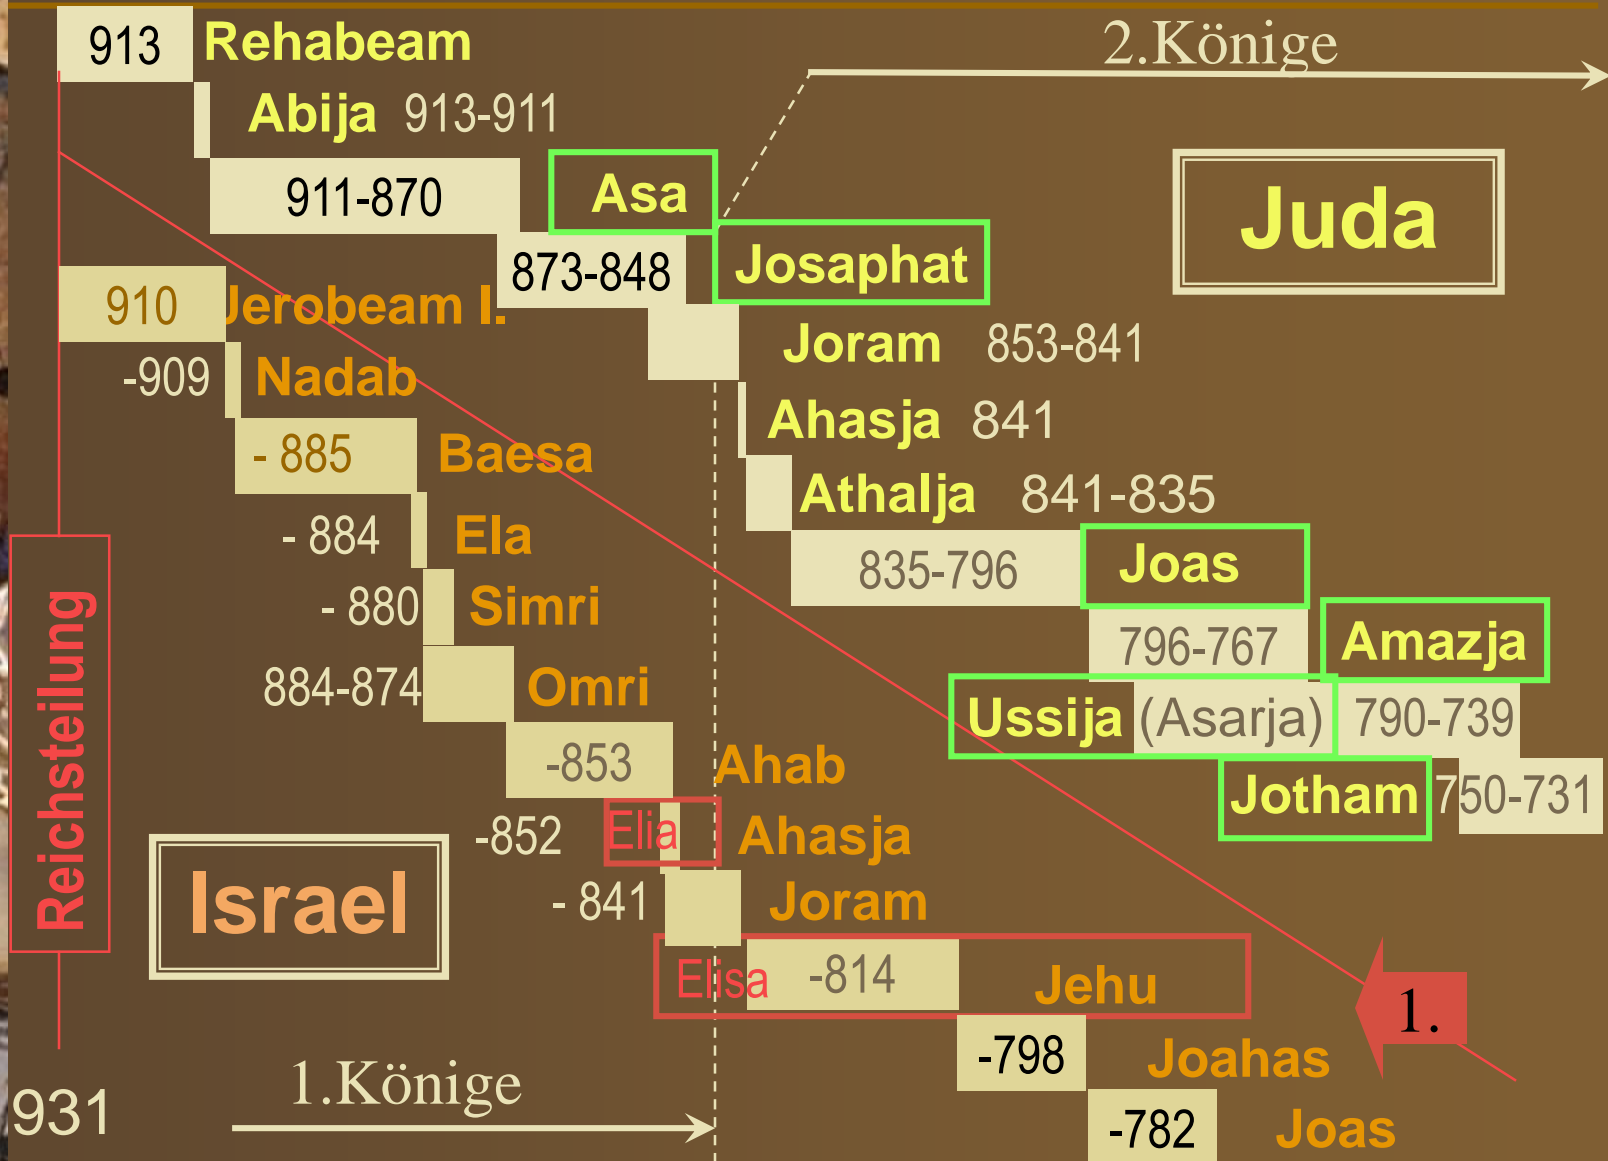 913 Rehabeam
2.Könige
Abija 913-911
911-870 Asa
Juda
873-848 Josaphat
910 Jerobeam I.
Joram 853-841
-909 Nadab
Ahasja 841
- 885 Baesa
Athalja 841-835
- 884 Ela
835-796 Joas
- 880 Simri
796-767 Amazja
884-874 Omri
Ussija (Asarja) 790-739
-853 Ahab
Jotham 750-731
-852 Elia Ahasja
Reichsteilung
Israel
- 841 Joram
Elisa -814 Jehu
1.
-798 Joahas
1.Könige
931
-782 Joas